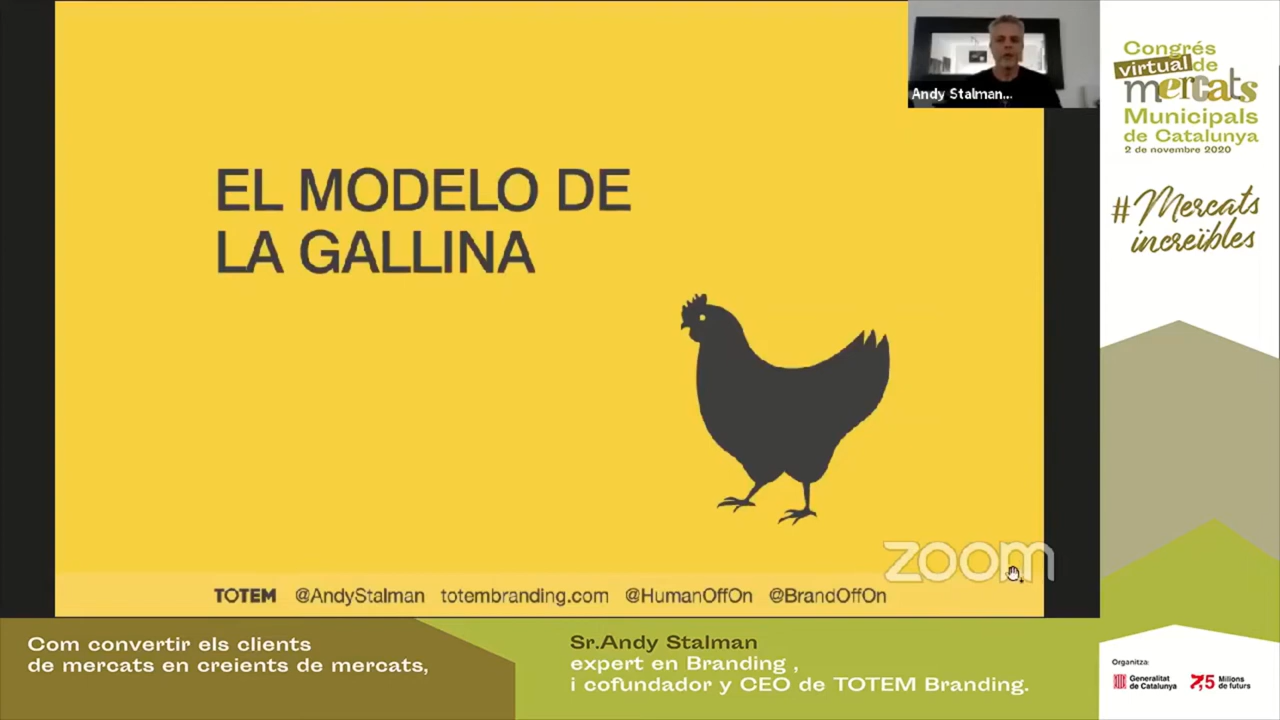 EL MODELO DE
LA GALLINA
TOTEM @AndyStalman totembranding.com @HumanOffOn @BrandOffOn
zoom
Andy Stalman...
Congrés
virtual de
mercats
Municipals
de Catalunya
2 de novembre 2020
#Mercats
increïbles
Com convertir els clients
de mercats en creients de mercats,
Sr.Andy Stalman
expert en Branding ,
i cofundador y CEO de TOTEM Branding.
Organitza:
Generalitat
de Catalunya
7,5 Milions
de futurs